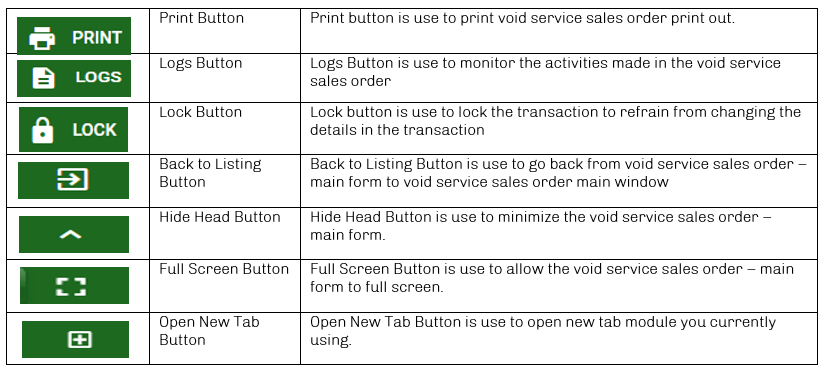 PRINT
Print Button
Print button is use to print void service sales order print out.
LOGS
Logs Button
Logs Button is use to monitor the activities made in the void service
sales order
LOCK
Lock Button
Lock button is use to lock the transaction to refrain from changing the
details in the transaction
Back to Listing
Button
Back to Listing Button is use to go back from void service sales order –
main form to void service sales order main window
Hide Head Button
Hide Head Button is use to minimize the void service sales order –
main form.
Full Screen Button
Full Screen Button is use to allow the void service sales order – main
form to full screen.
Open New Tab
Button
Open New Tab Button is use to open new tab module you currently
using.